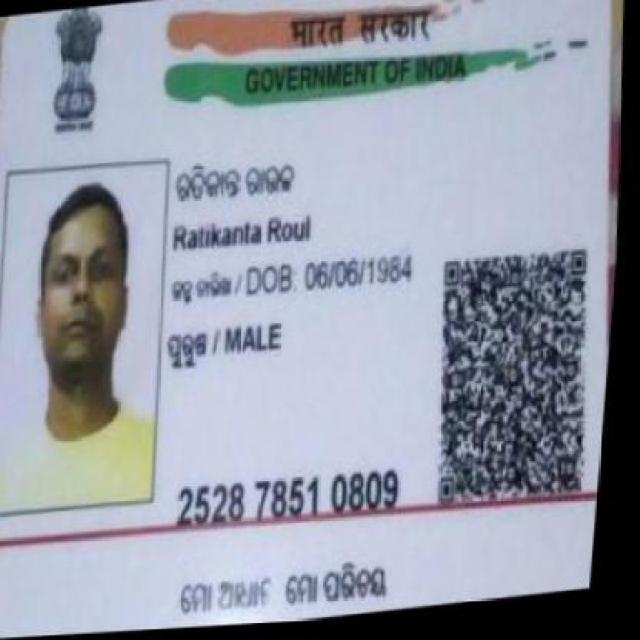 भारत सरकार
GOVERNMENT OF INDIA
ରତିକାନ୍ତ ରାଉଳ
Ratikanta Roul
ଜନ୍ମ ତାରିଖ / DOB: 06/06/1984
ପୁରୁଷ / MALE
2528 7851 0809
ମୋ ଆଧାର ମୋ ପରିଚୟ